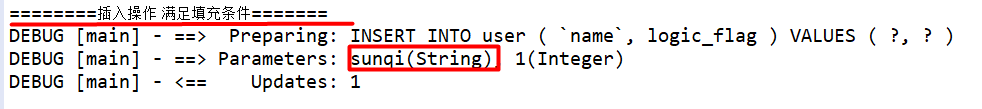 ========插入操作 满足填充条件=======
DEBUG [main] - ==>  Preparing: INSERT INTO user ( `name`, logic_flag ) VALUES ( ?, ? )
DEBUG [main] - ==> Parameters: sunqi(String), 1(Integer)
DEBUG [main] - <==    Updates: 1